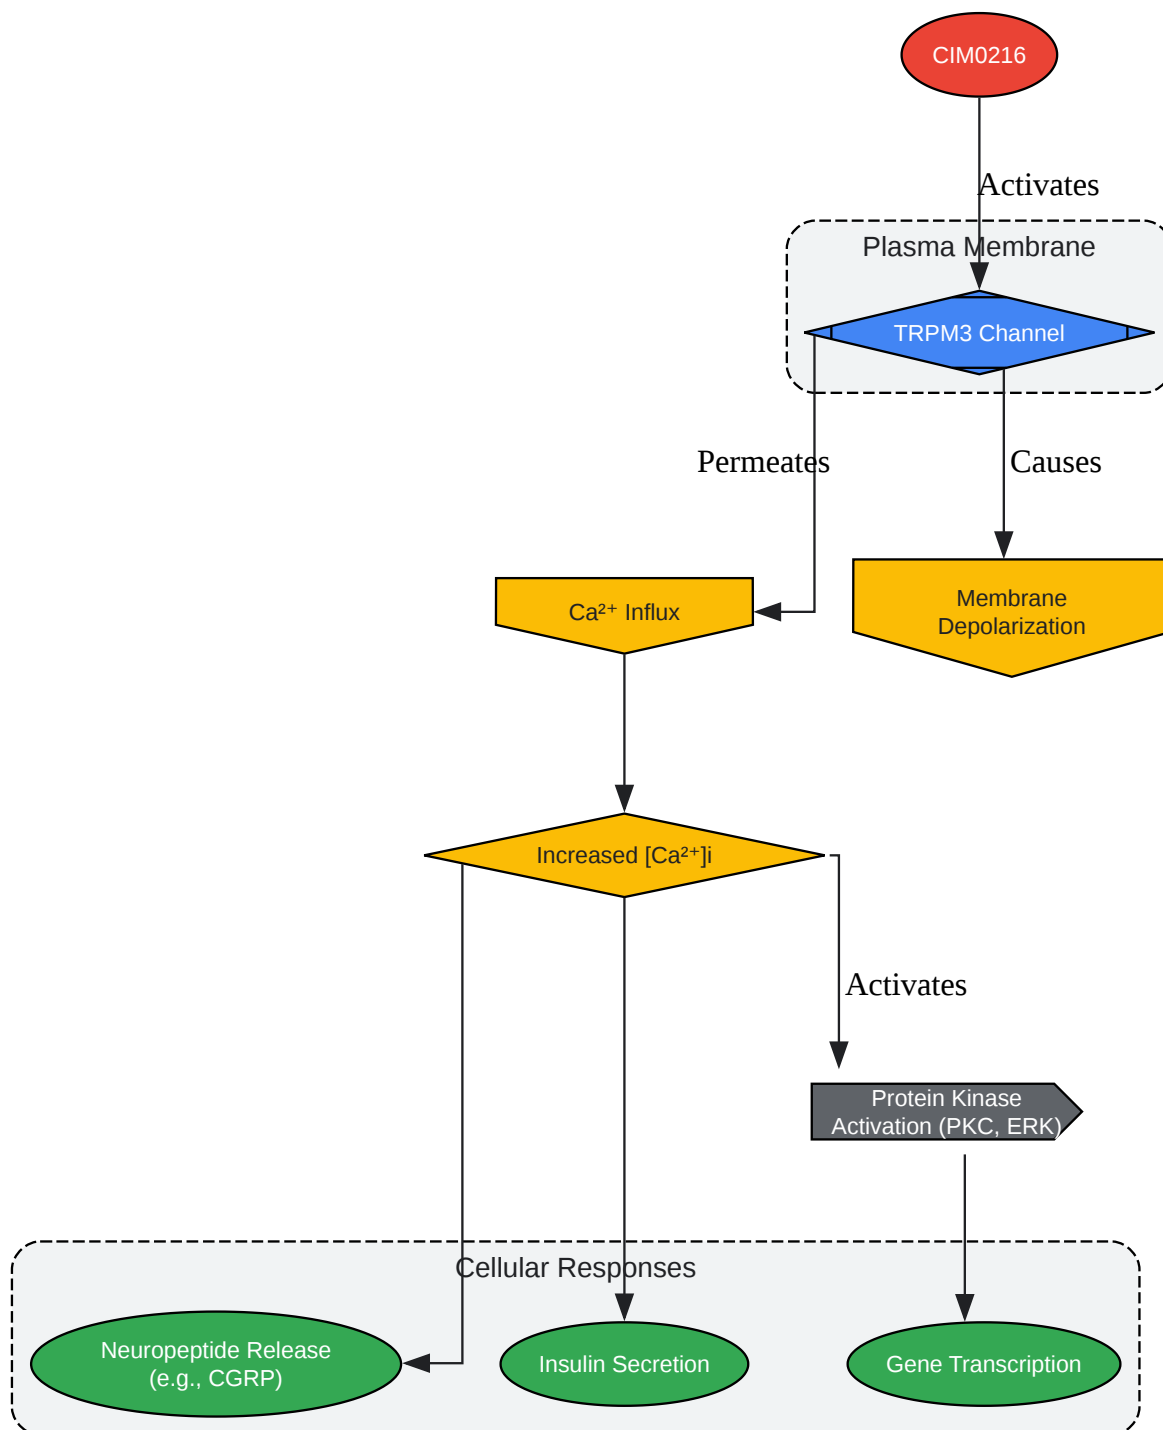 CIM0216
Activates
Plasma Membrane
TRPM3 Channel
Permeates
Causes
Ca²⁺ Influx
Membrane
Depolarization
Increased [Ca²⁺]i
Activates
Protein Kinase
Activation (PKC, ERK)
Cellular Responses
Neuropeptide Release
(e.g., CGRP)
Insulin Secretion
Gene Transcription